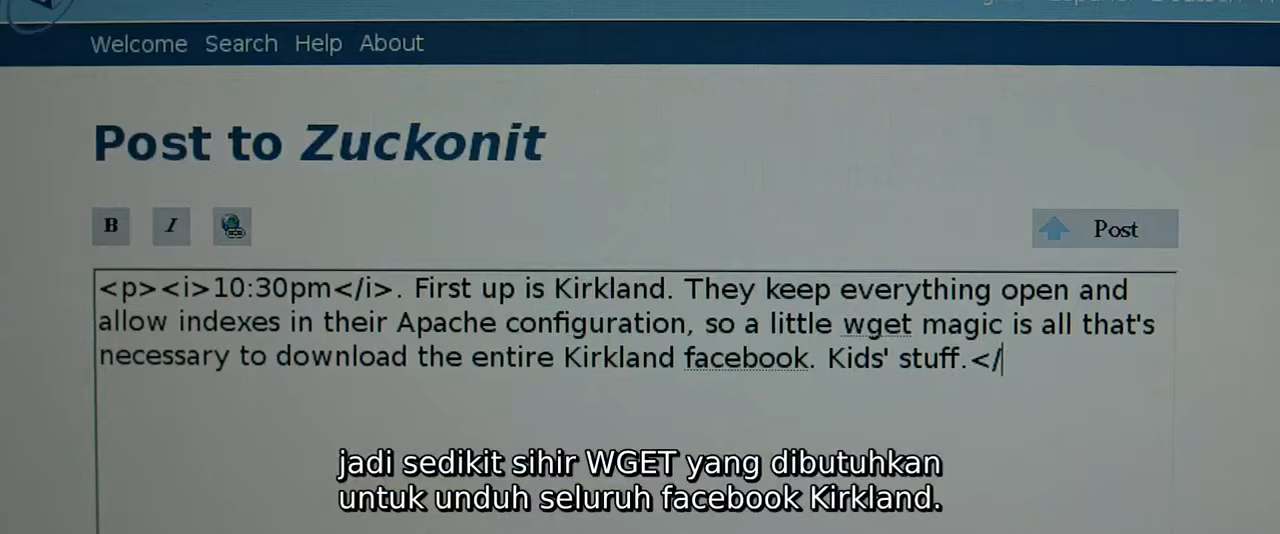 Welcome Search Help About
Post to Zuckonit
B I Post
<p><i>10:30pm</i>. First up is Kirkland. They keep everything open and
allow indexes in their Apache configuration, so a little wget magic is all that's
necessary to download the entire Kirkland facebook. Kids' stuff.</
jadi sedikit sihir WGET yang dibutuhkan
untuk unduh seluruh facebook Kirkland.